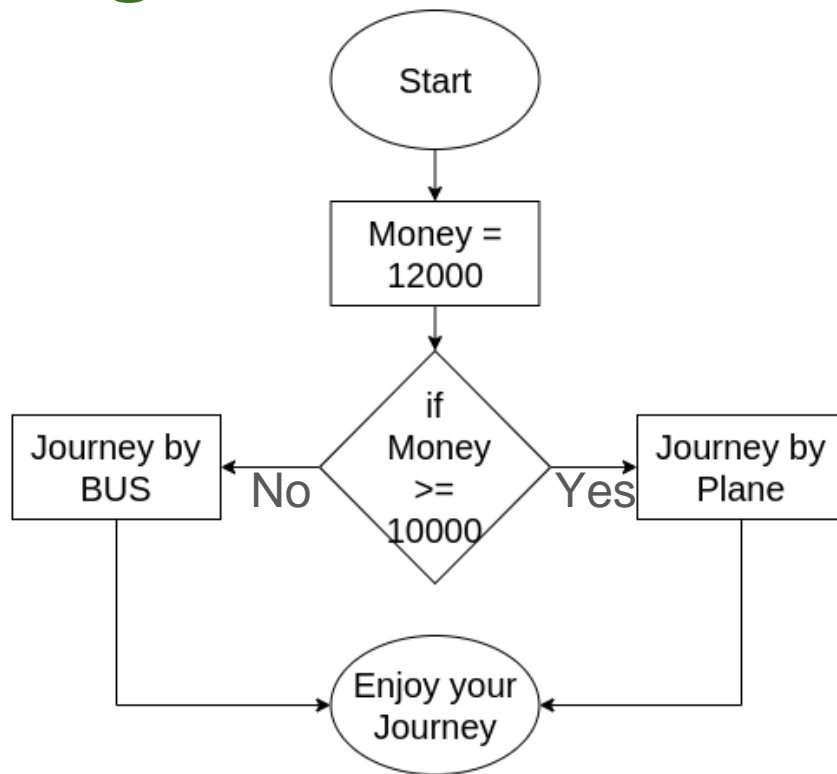 Start
Money =
12000
if
Money
>=
10000
Journey by
BUS
No
Yes
Journey by
Plane
Enjoy your
Journey